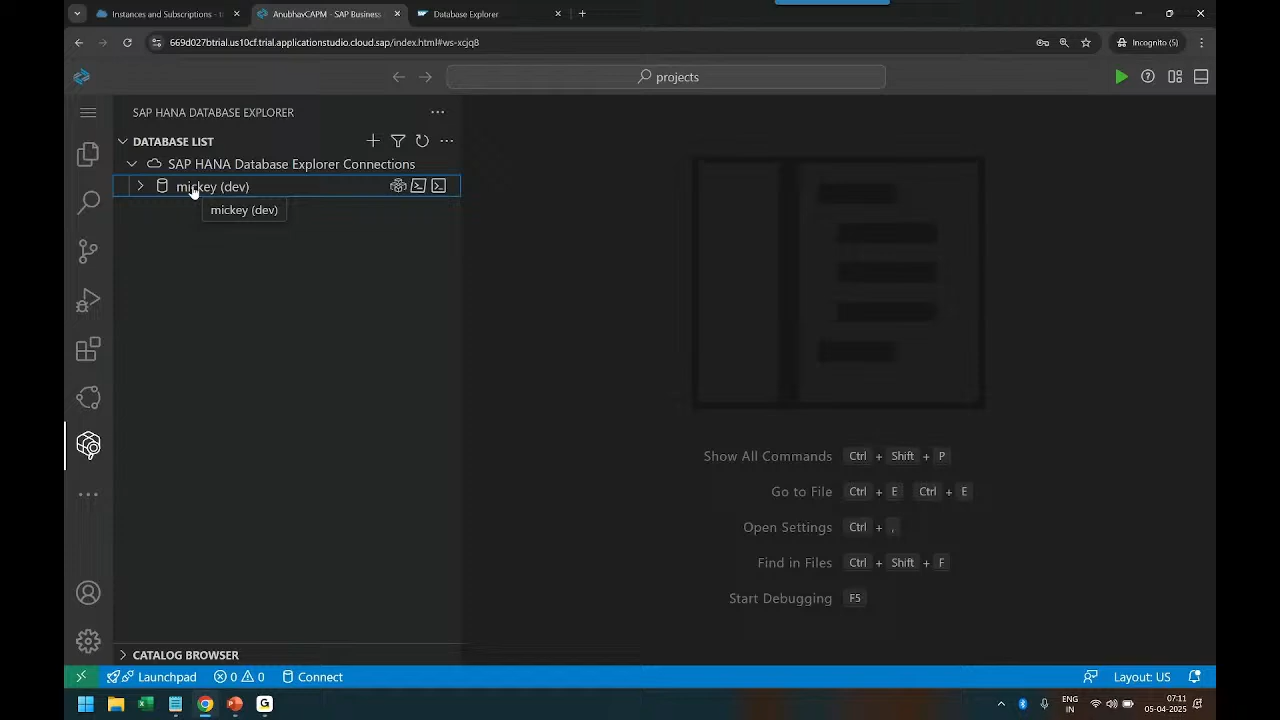 Instances and Subscriptions - t
AnubhavCAPM - SAP Business
Database Explorer
669d027btrial.us10cf.trial.applicationstudio.cloud.sap/index.html#ws-xcjq8
Incognito (5)
projects
SAP HANA DATABASE EXPLORER
DATABASE LIST
SAP HANA Database Explorer Connections
mickey (dev)
mickey (dev)
Show All Commands Ctrl + Shift + P
Go to File Ctrl + E Ctrl + E
Open Settings Ctrl + ,
Find in Files Ctrl + Shift + F
Start Debugging F5
CATALOG BROWSER
Launchpad 0 0 Connect
Layout: US
ENG
IN
07:11
05-04-2025